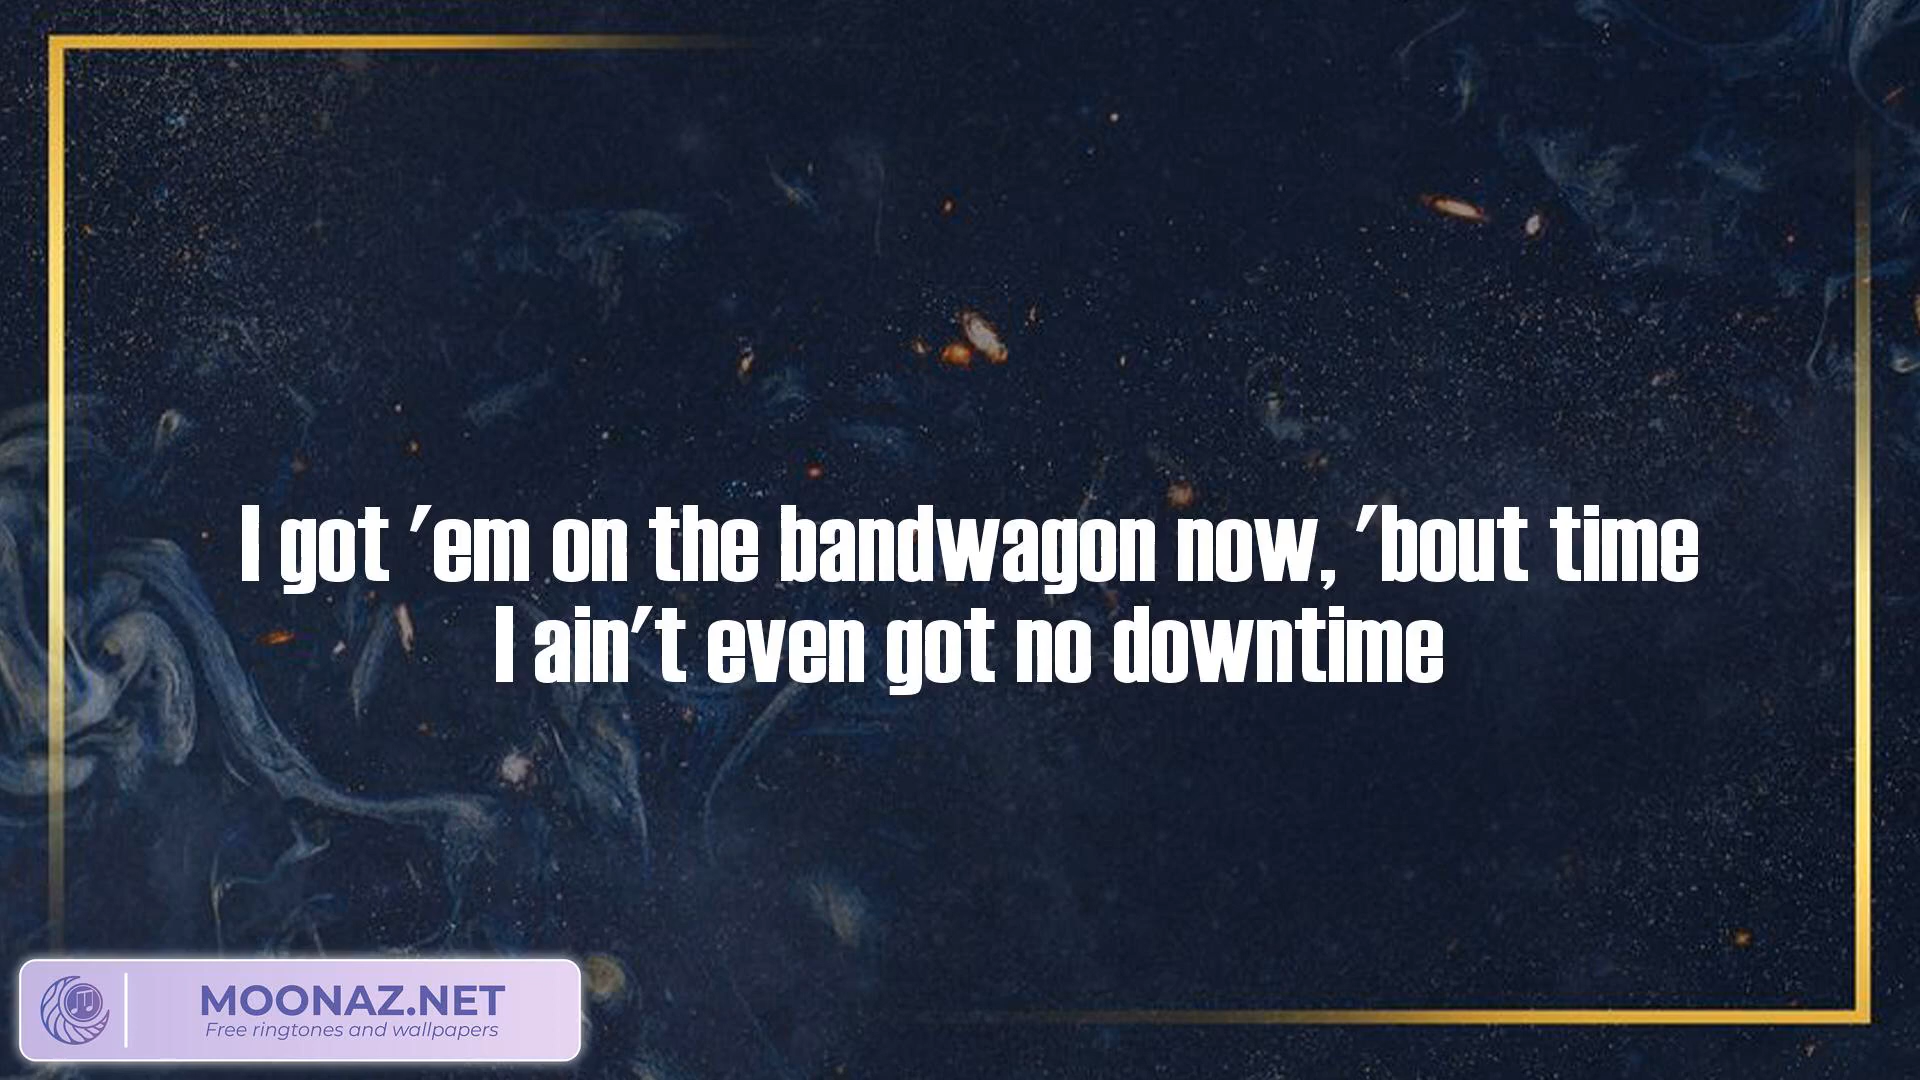 I got 'em on the bandwagon now, 'bout time
I ain't even got no downtime
MOONAZ.NET
Free ringtones and wallpapers